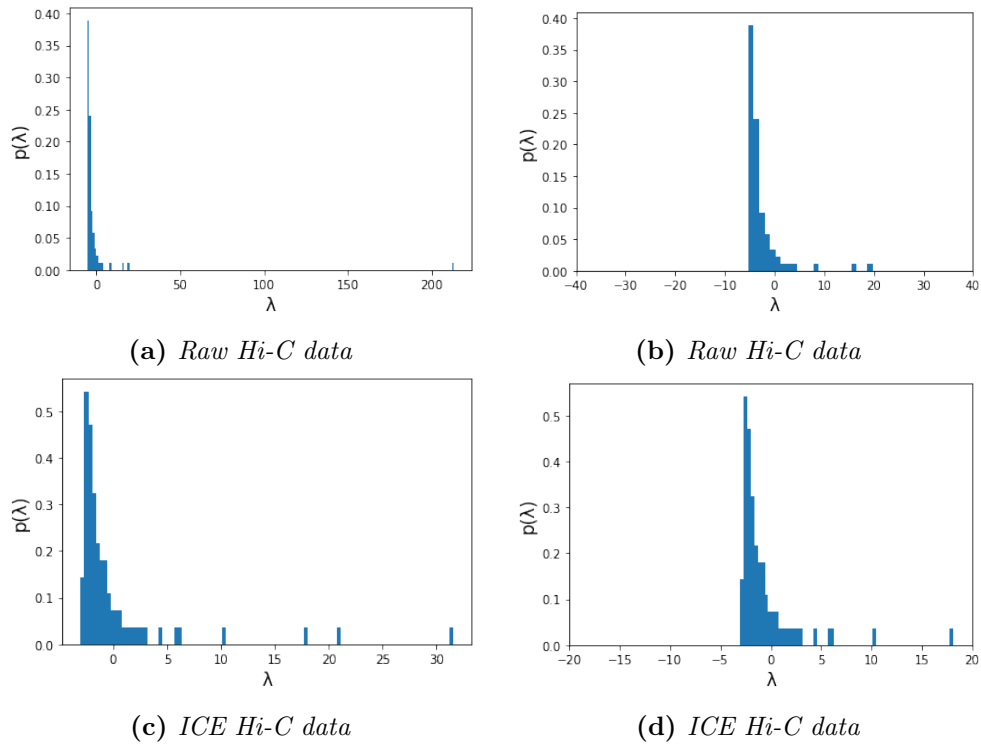 0.40
0.35
0.30
0.25
0.20
0.15
0.10
0.05
0.00
p(λ)
0 50 100 150 200
λ
(a) Raw Hi-C data
0.40
0.35
0.30
0.25
0.20
0.15
0.10
0.05
0.00
p(λ)
−40 −30 −20 −10 0 10 20 30 40
λ
(b) Raw Hi-C data
0.5
0.4
0.3
0.2
0.1
0.0
p(λ)
0 5 10 15 20 25 30
λ
(c) ICE Hi-C data
0.5
0.4
0.3
0.2
0.1
0.0
p(λ)
−20 −15 −10 −5 0 5 10 15 20
λ
(d) ICE Hi-C data